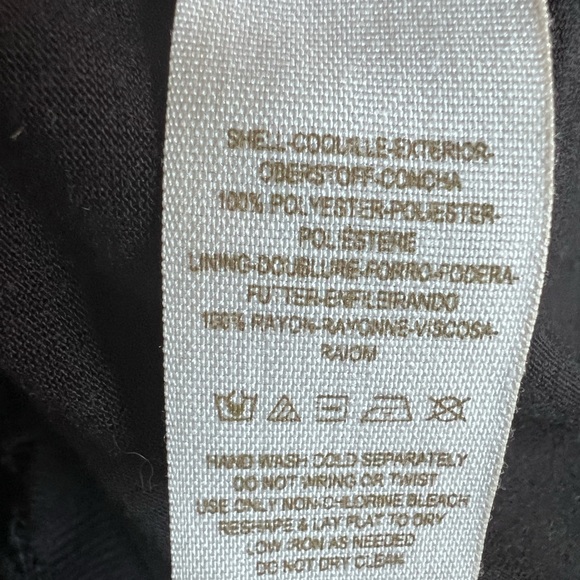 SHELL-COQUILLE-EXTERIOR-
OBERSTOFF-CONCHA
100% POLYESTER-POLIESTER-
POLIESTERE
LINING-DOUBLURE-FORRO-FODERA-
FUTTER-ENFILEIRANDO
100% RAYON-RAYONNE-VISCOSA-
RAIOM
HAND WASH COLD SEPARATELY
DO NOT WRING OR TWIST
USE ONLY NON-CHLORINE BLEACH
RESHAPE & LAY FLAT TO DRY
LOW IRON AS NEEDED
DO NOT DRY CLEAN